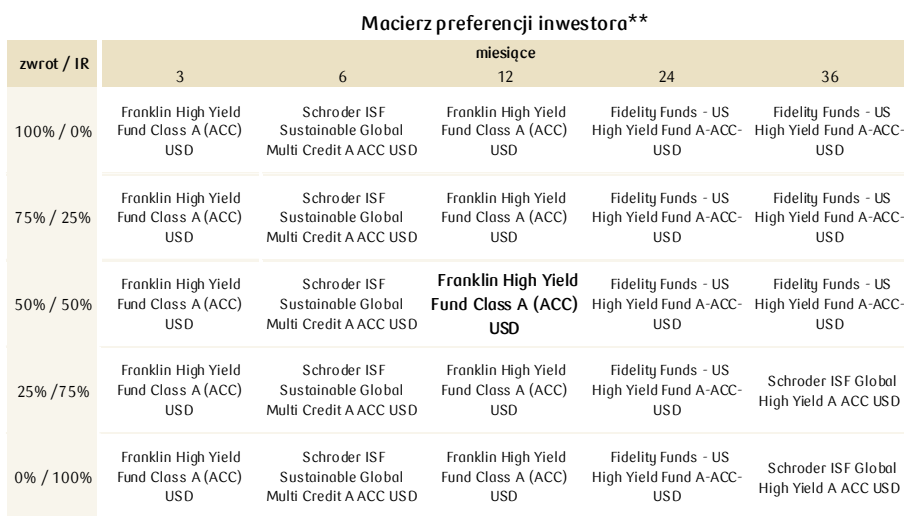 Macierz preferencji inwestora**
zwrot / IR
miesiące
3 6 12 24 36
100% / 0%
Franklin High Yield
Fund Class A (ACC)
USD
Schroder ISF
Sustainable Global
Multi Credit A ACC USD
Franklin High Yield
Fund Class A (ACC)
USD
Fidelity Funds - US
High Yield Fund A-ACC-
USD
Fidelity Funds - US
High Yield Fund A-ACC-
USD
75% / 25%
Franklin High Yield
Fund Class A (ACC)
USD
Schroder ISF
Sustainable Global
Multi Credit A ACC USD
Franklin High Yield
Fund Class A (ACC)
USD
Fidelity Funds - US
High Yield Fund A-ACC-
USD
Fidelity Funds - US
High Yield Fund A-ACC-
USD
50% / 50%
Franklin High Yield
Fund Class A (ACC)
USD
Schroder ISF
Sustainable Global
Multi Credit A ACC USD
Franklin High Yield
Fund Class A (ACC)
USD
Fidelity Funds - US
High Yield Fund A-ACC-
USD
Fidelity Funds - US
High Yield Fund A-ACC-
USD
25% /75%
Franklin High Yield
Fund Class A (ACC)
USD
Schroder ISF
Sustainable Global
Multi Credit A ACC USD
Franklin High Yield
Fund Class A (ACC)
USD
Fidelity Funds - US
High Yield Fund A-ACC-
USD
Schroder ISF Global
High Yield A ACC USD
0% / 100%
Franklin High Yield
Fund Class A (ACC)
USD
Schroder ISF
Sustainable Global
Multi Credit A ACC USD
Franklin High Yield
Fund Class A (ACC)
USD
Fidelity Funds - US
High Yield Fund A-ACC-
USD
Schroder ISF Global
High Yield A ACC USD